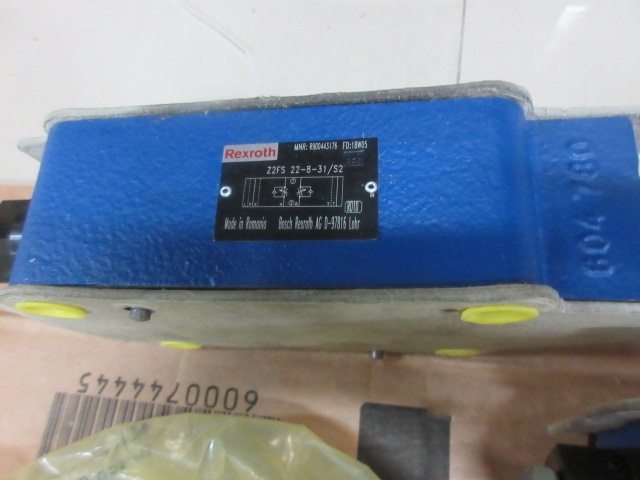 Rexroth
MNR: R900443176 FD:18W05
Z2FS 22-8-31/S2
RO10
Made in Romania Bosch Rexroth AG D-97816 Lohr
604 780
6000744445